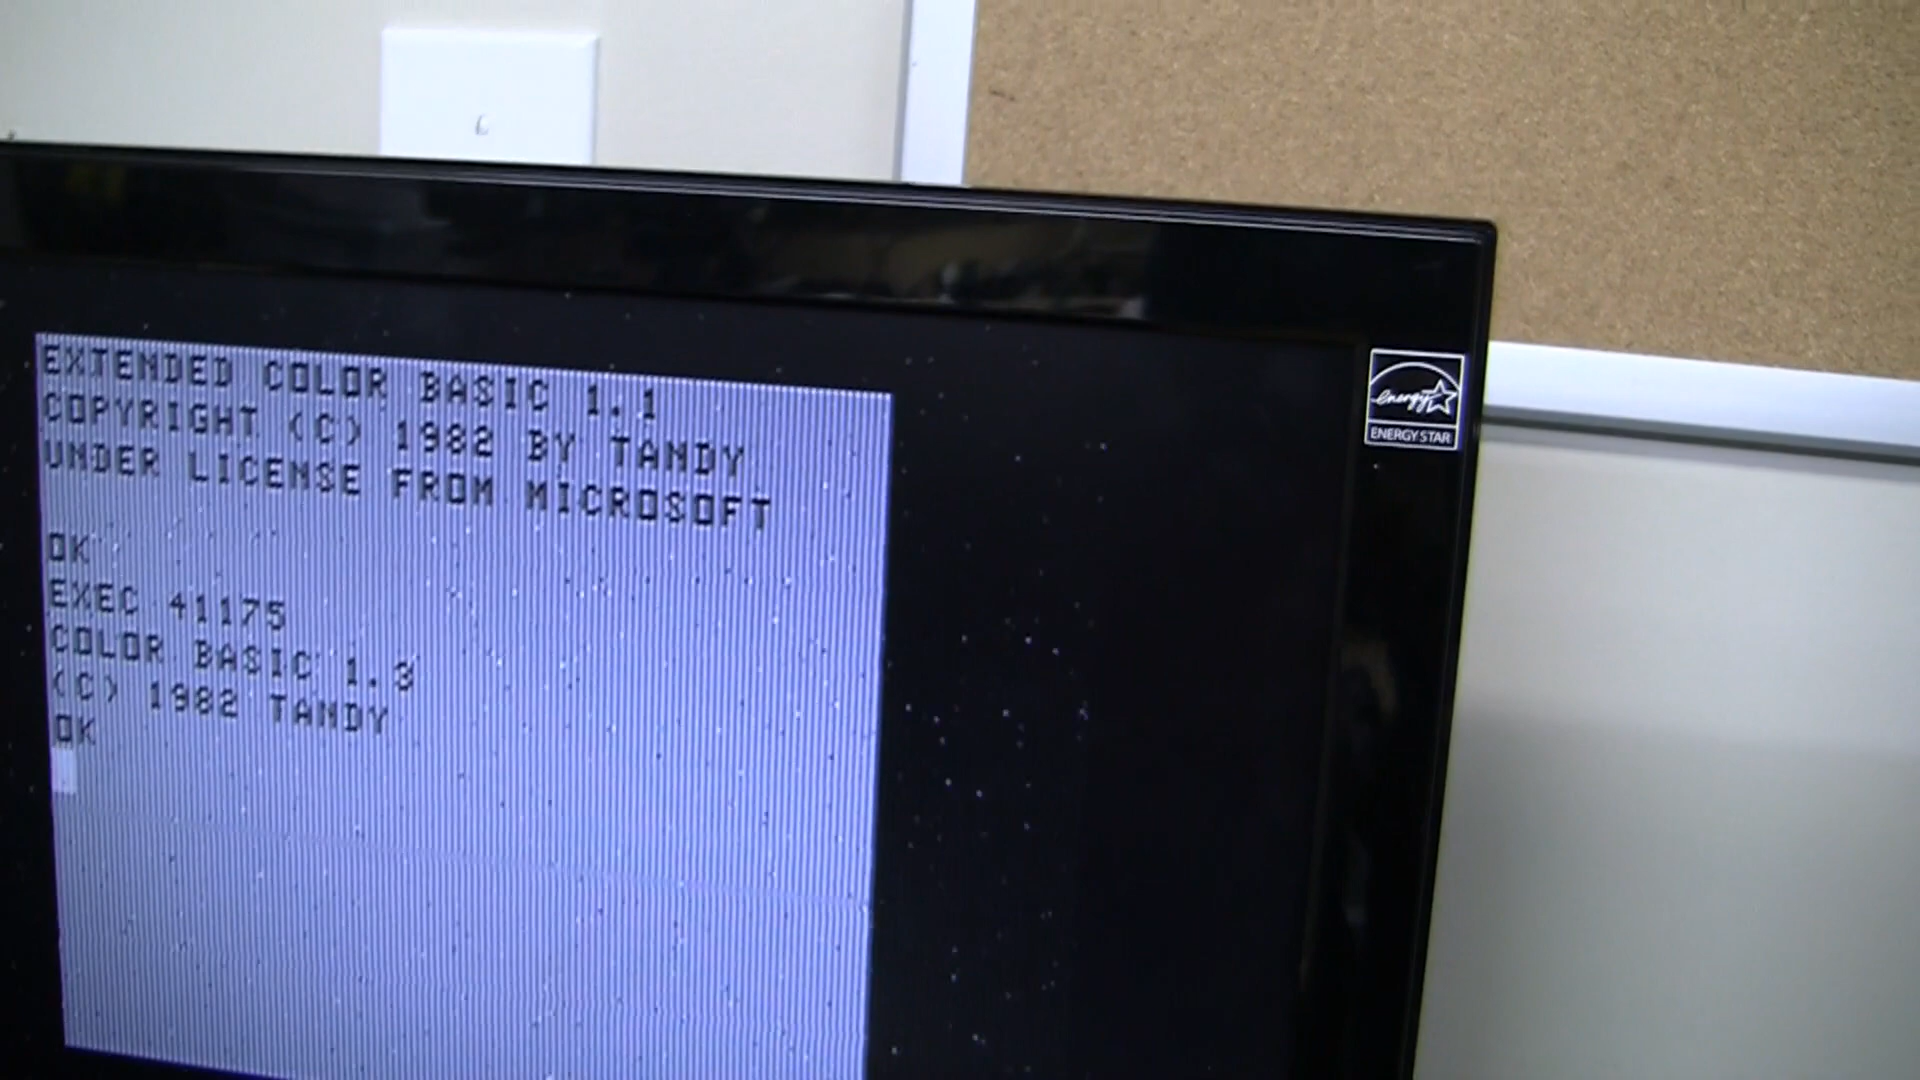 EXTENDED COLOR BASIC 1.1
COPYRIGHT (C) 1982 BY TANDY
UNDER LICENSE FROM MICROSOFT
OK
EXEC 41175
COLOR BASIC 1.3
(C) 1982 TANDY
OK
energy
ENERGY STAR